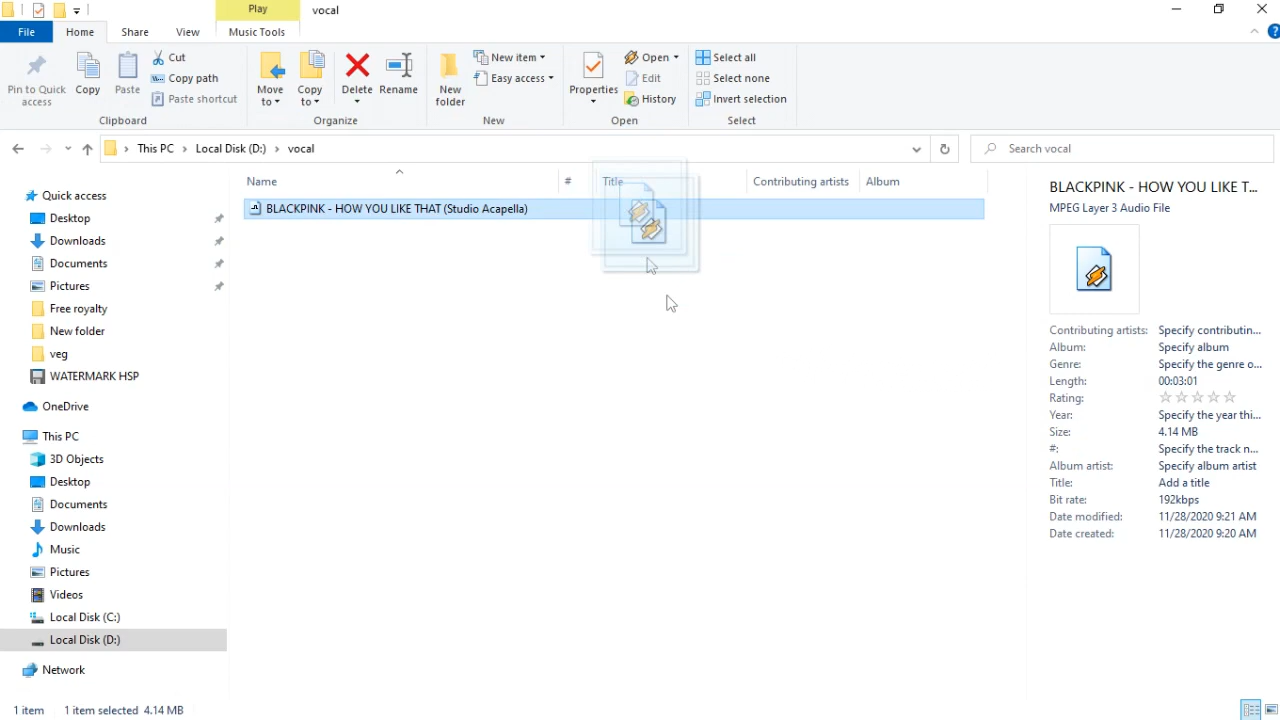 Play
vocal
File
Home
Share
View
Music Tools
Pin to Quick
access
Copy
Paste
Cut
Copy path
Paste shortcut
Clipboard
Move
to
Copy
to
Delete
Rename
Organize
New
folder
New item
Easy access
New
Properties
Open
Edit
History
Open
Select all
Select none
Invert selection
Select
This PC
Local Disk (D:)
vocal
Search vocal
Name
#
Title
Contributing artists
Album
BLACKPINK - HOW YOU LIKE THAT (Studio Acapella)
Quick access
Desktop
Downloads
Documents
Pictures
Free royalty
New folder
veg
WATERMARK HSP
OneDrive
This PC
3D Objects
Desktop
Documents
Downloads
Music
Pictures
Videos
Local Disk (C:)
Local Disk (D:)
Network
BLACKPINK - HOW YOU LIKE T...
MPEG Layer 3 Audio File
Contributing artists: Specify contributin...
Album: Specify album
Genre: Specify the genre o...
Length: 00:03:01
Rating: ☆☆☆☆☆
Year: Specify the year thi...
Size: 4.14 MB
#: Specify the track n...
Album artist: Specify album artist
Title: Add a title
Bit rate: 192kbps
Date modified: 11/28/2020 9:21 AM
Date created: 11/28/2020 9:20 AM
1 item
1 item selected 4.14 MB